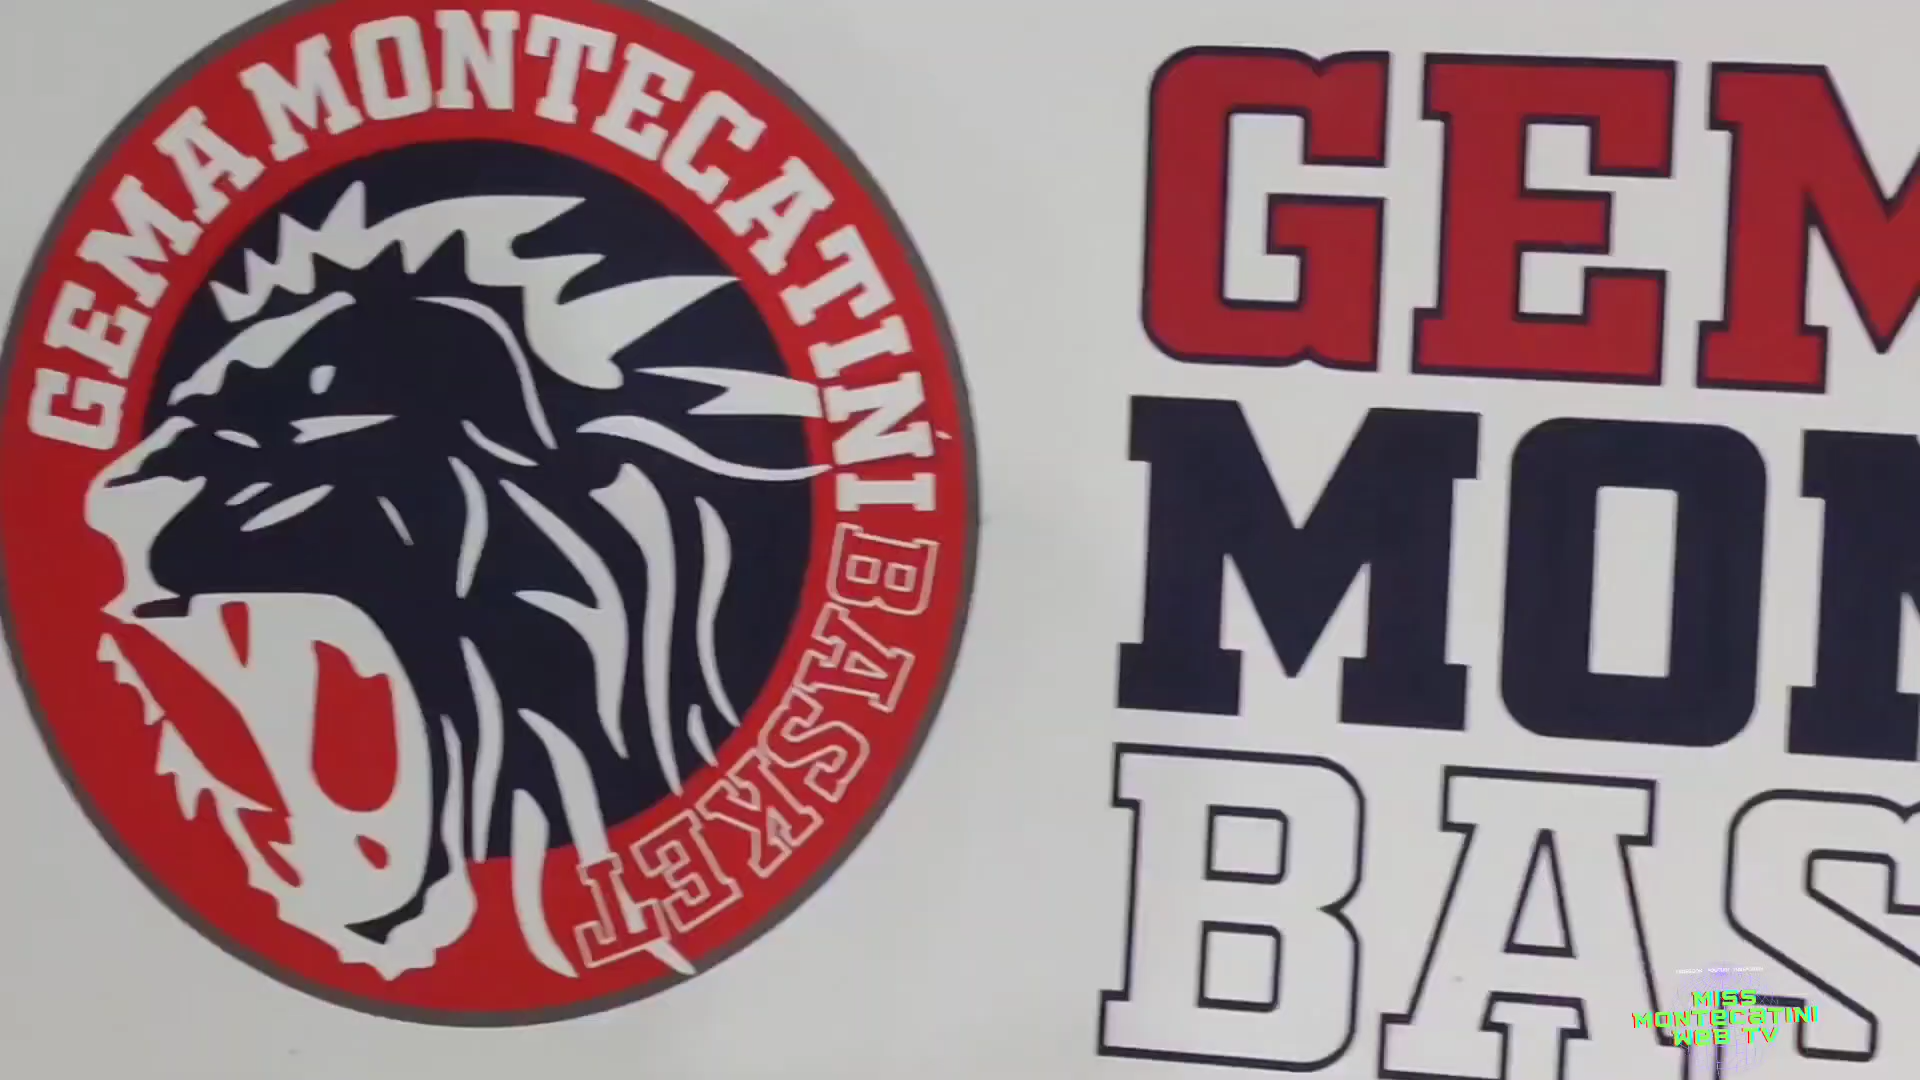 GEMA MONTECATINI BASKET
GEM
MON
BAS
MISS
MONTECATINI
WEB TV